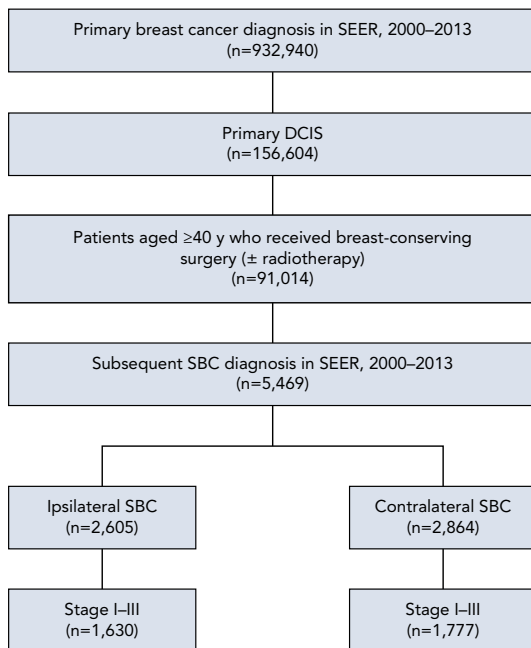 Primary breast cancer diagnosis in SEER, 2000–2013
(n=932,940)
Primary DCIS
(n=156,604)
Patients aged ≥40 y who received breast-conserving
surgery (± radiotherapy)
(n=91,014)
Subsequent SBC diagnosis in SEER, 2000–2013
(n=5,469)
Ipsilateral SBC
(n=2,605)
Contralateral SBC
(n=2,864)
Stage I–III
(n=1,630)
Stage I–III
(n=1,777)